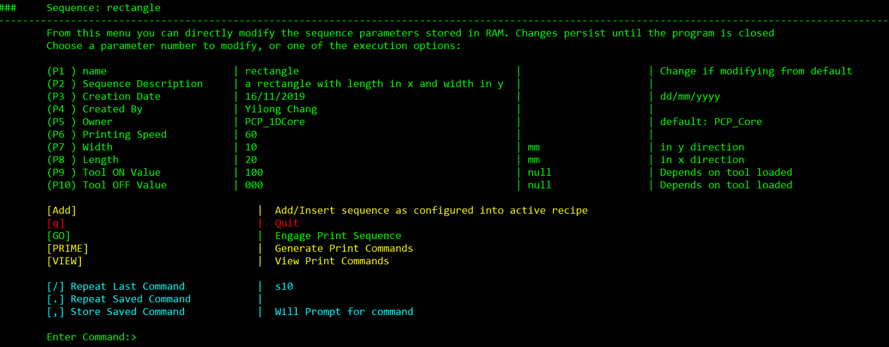 ### Sequence: rectangle
From this menu you can directly modify the sequence parameters stored in RAM. Changes persist until the program is closed
Choose a parameter number to modify, or one of the execution options:
(P1 ) name | rectangle | | Change if modifying from default
(P2 ) Sequence Description | a rectangle with length in x and width in y | |
(P3 ) Creation Date | 16/11/2019 | | dd/mm/yyyy
(P4 ) Created By | Yilong Chang | |
(P5 ) Owner | PCP_1DCore | | default: PCP_Core
(P6 ) Printing Speed | 60 | |
(P7 ) Width | 10 | mm | in y direction
(P8 ) Length | 20 | mm | in x direction
(P9 ) Tool ON Value | 100 | null | Depends on tool loaded
(P10) Tool OFF Value | 000 | null | Depends on tool loaded
[Add] | Add/Insert sequence as configured into active recipe
[q] | Quit
[GO] | Engage Print Sequence
[PRIME] | Generate Print Commands
[VIEW] | View Print Commands
[/] Repeat Last Command | s10
[.] Repeat Saved Command |
[,] Store Saved Command | Will Prompt for command
Enter Command:>